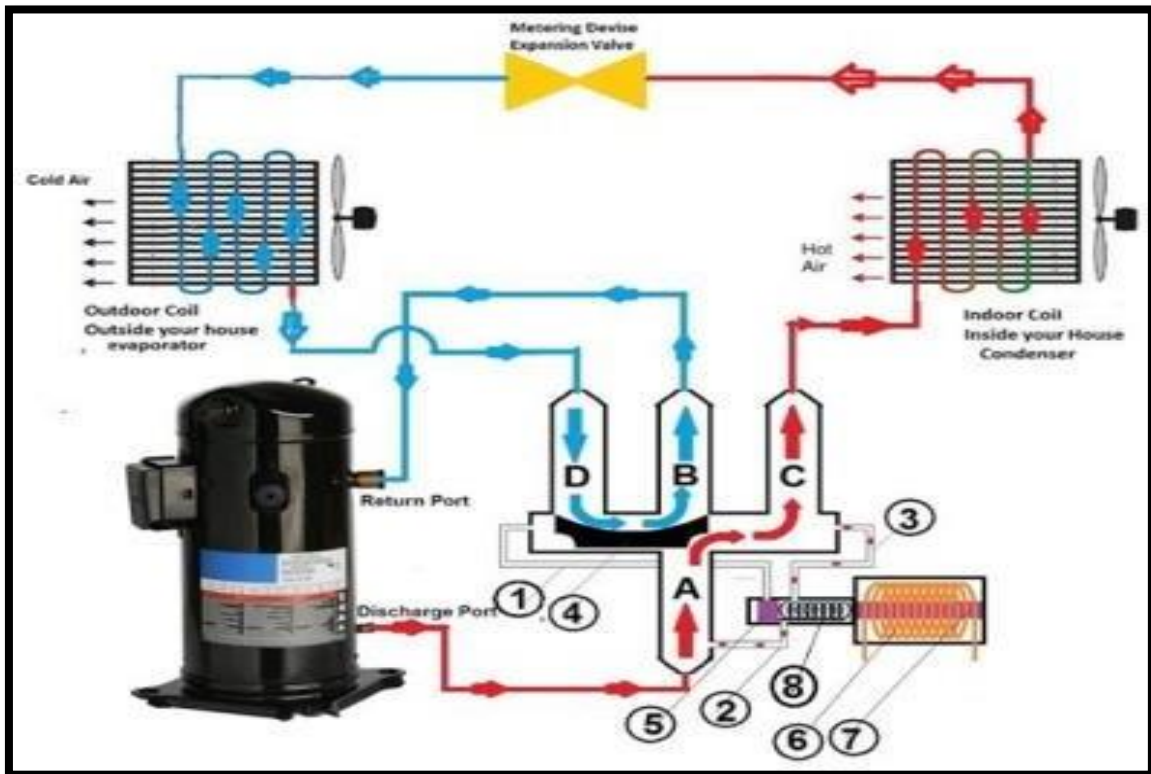 Metering Devise
Expansion Valve
Cold Air
Hot
Air
Outdoor Coil
Outside your house
evaporator
Indoor Coil
Inside your House
Condenser
D
B
C
Return Port
3
A
1
4
Discharge Port
8
5
2
6
7